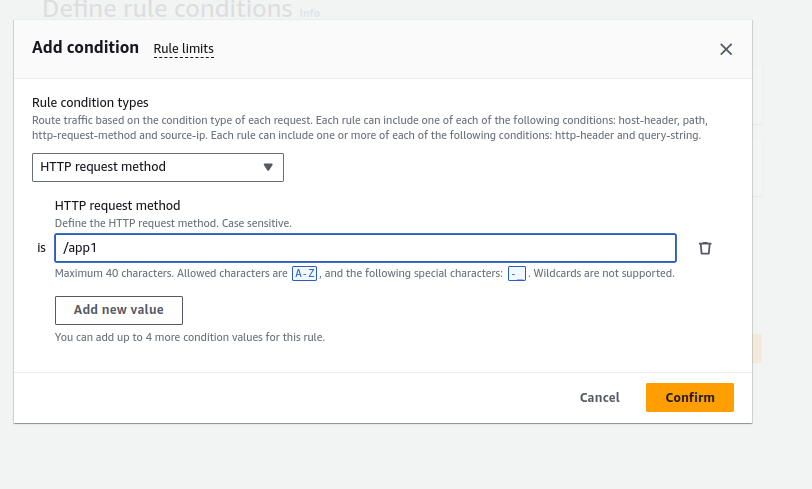 Define rule conditions Info
Add condition Rule limits
Rule condition types
Route traffic based on the condition type of each request. Each rule can include one of each of the following conditions: host-header, path,
http-request-method and source-ip. Each rule can include one or more of each of the following conditions: http-header and query-string.
HTTP request method
HTTP request method
Define the HTTP request method. Case sensitive.
is /app1
Maximum 40 characters. Allowed characters are A-Z, and the following special characters: -_. Wildcards are not supported.
Add new value
You can add up to 4 more condition values for this rule.
Cancel Confirm